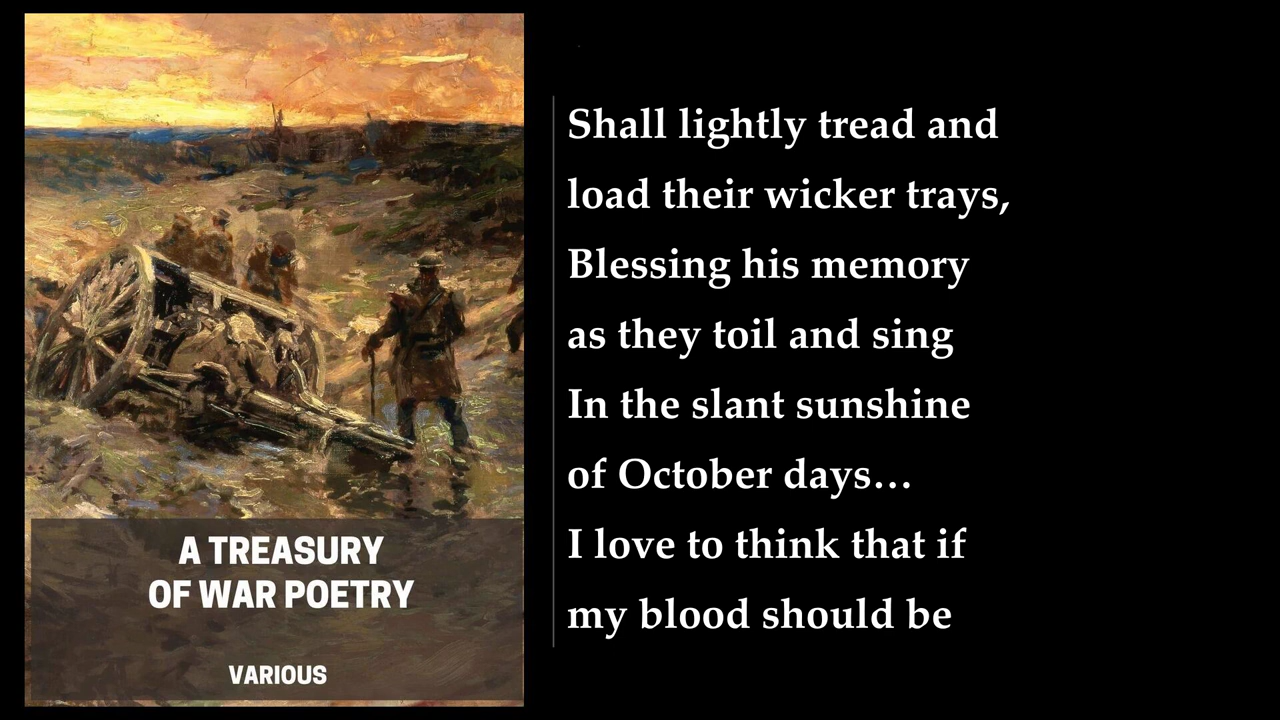 A TREASURY
OF WAR POETRY
VARIOUS
Shall lightly tread and
load their wicker trays,
Blessing his memory
as they toil and sing
In the slant sunshine
of October days…
I love to think that if
my blood should be